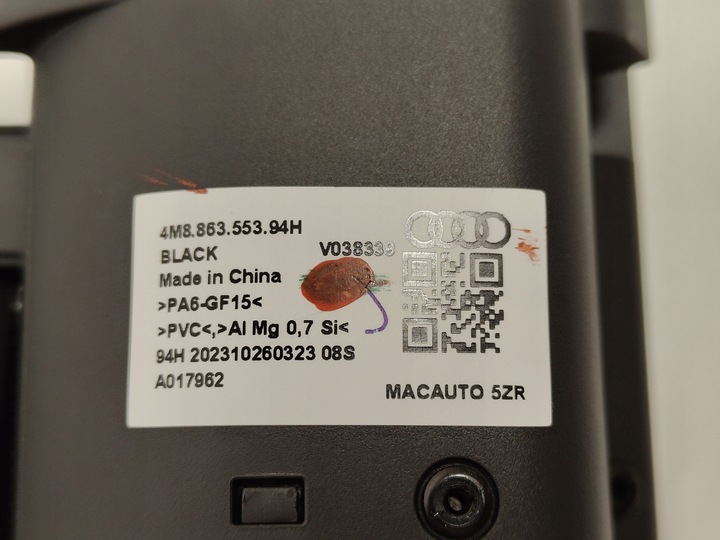 4M8.863.553.94H
BLACK
V038339
Made in China
>PA6-GF15<
>PVC<,>Al Mg 0,7 Si<
94H 202310260323 08S
A017962
MACAUTO 5ZR